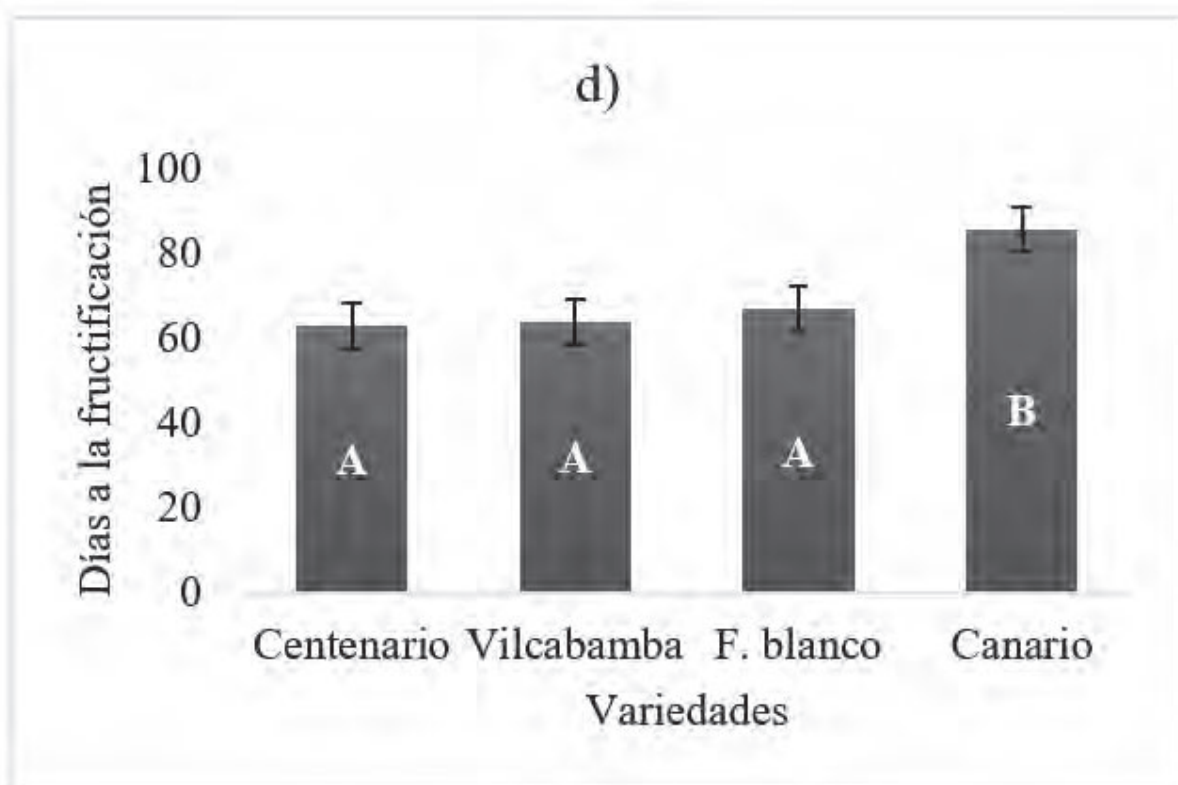 d)
Días a la fructificación
100
80
60
40
20
0
A
A
A
B
Centenario Vilcabamba F. blanco Canario
Variedades